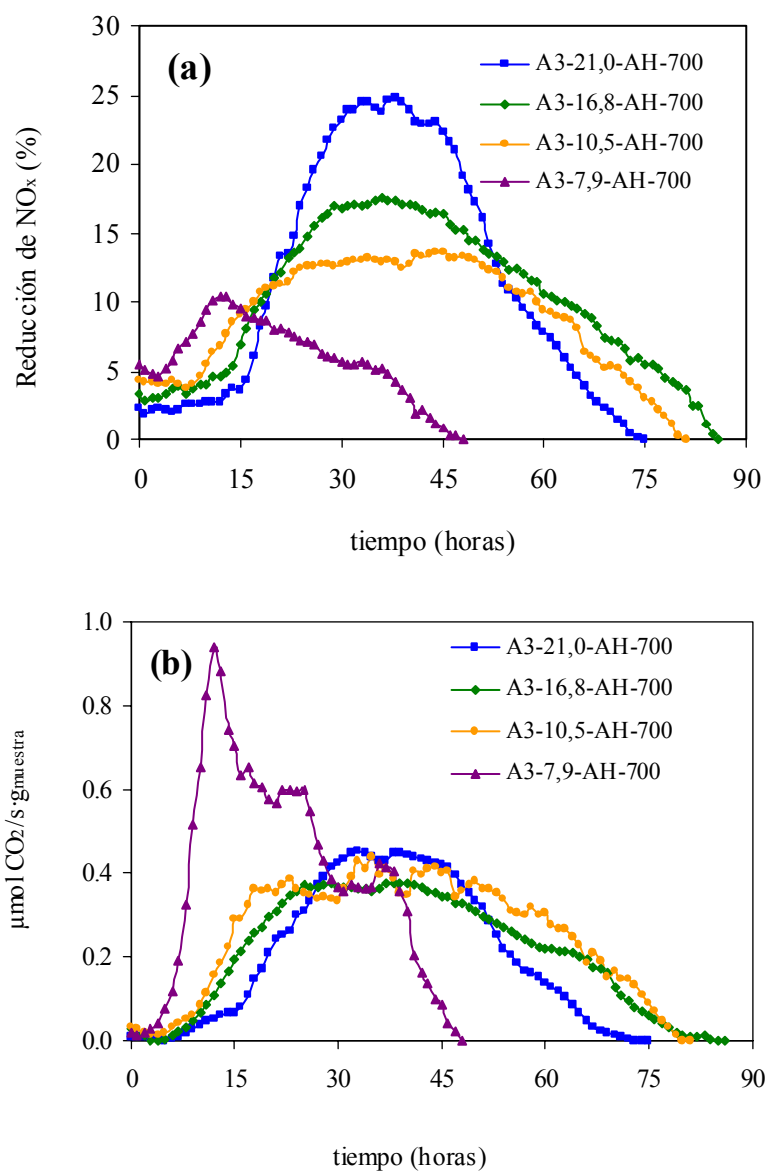 (a)
Reducción de NOx (%)
30
25
20
15
10
5
0
A3-21,0-AH-700
A3-16,8-AH-700
A3-10,5-AH-700
A3-7,9-AH-700
0 15 30 45 60 75 90
tiempo (horas)
(b)
µmol CO2/s·gmuestra
1.0
0.8
0.6
0.4
0.2
0.0
A3-21,0-AH-700
A3-16,8-AH-700
A3-10,5-AH-700
A3-7,9-AH-700
0 15 30 45 60 75 90
tiempo (horas)